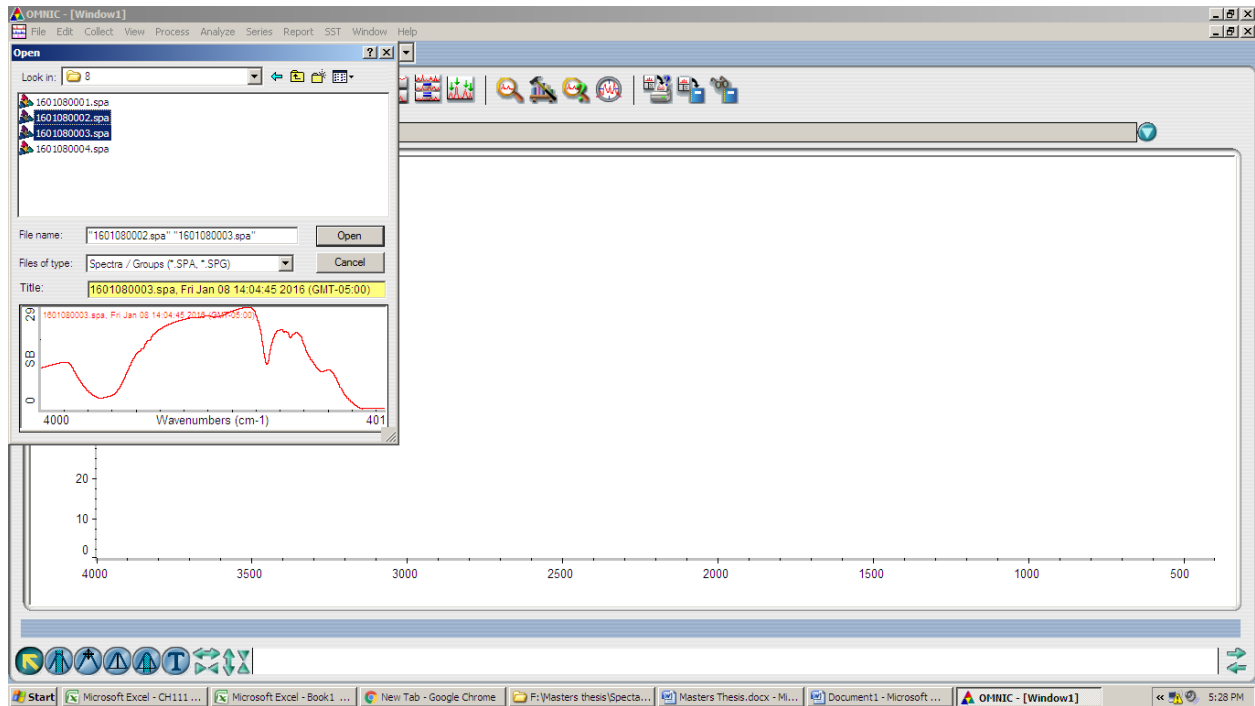 OMNIC - [Window1]
File Edit Collect View Process Analyze Series Report SST Window Help
Open
Look in: 8
1601080001.spa
1601080002.spa
1601080003.spa
1601080004.spa
File name: "1601080002.spa" "1601080003.spa" Open
Files of type: Spectra / Groups (*.SPA, *.SPG) Cancel
Title: 1601080003.spa, Fri Jan 08 14:04:45 2016 (GMT-05:00)
1601080003.spa, Fri Jan 08 14:04:45 2016 (GMT-05:00)
29
SB
0
4000 Wavenumbers (cm-1) 401
20
10
0
4000 3500 3000 2500 2000 1500 1000 500
T
Start Microsoft Excel - CH111 ... Microsoft Excel - Book1 ... New Tab - Google Chrome F:\Masters thesis\Specta... Masters Thesis.docx - Mi... Document1 - Microsoft ... OMNIC - [Window1] 5:28 PM